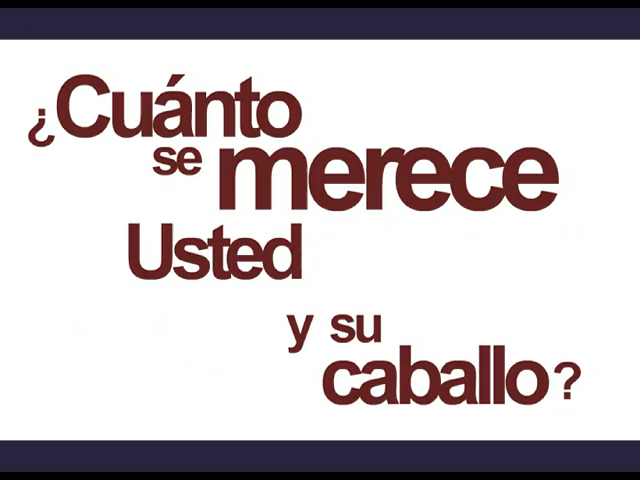 ¿Cuánto
se merece
Usted
y su
caballo?